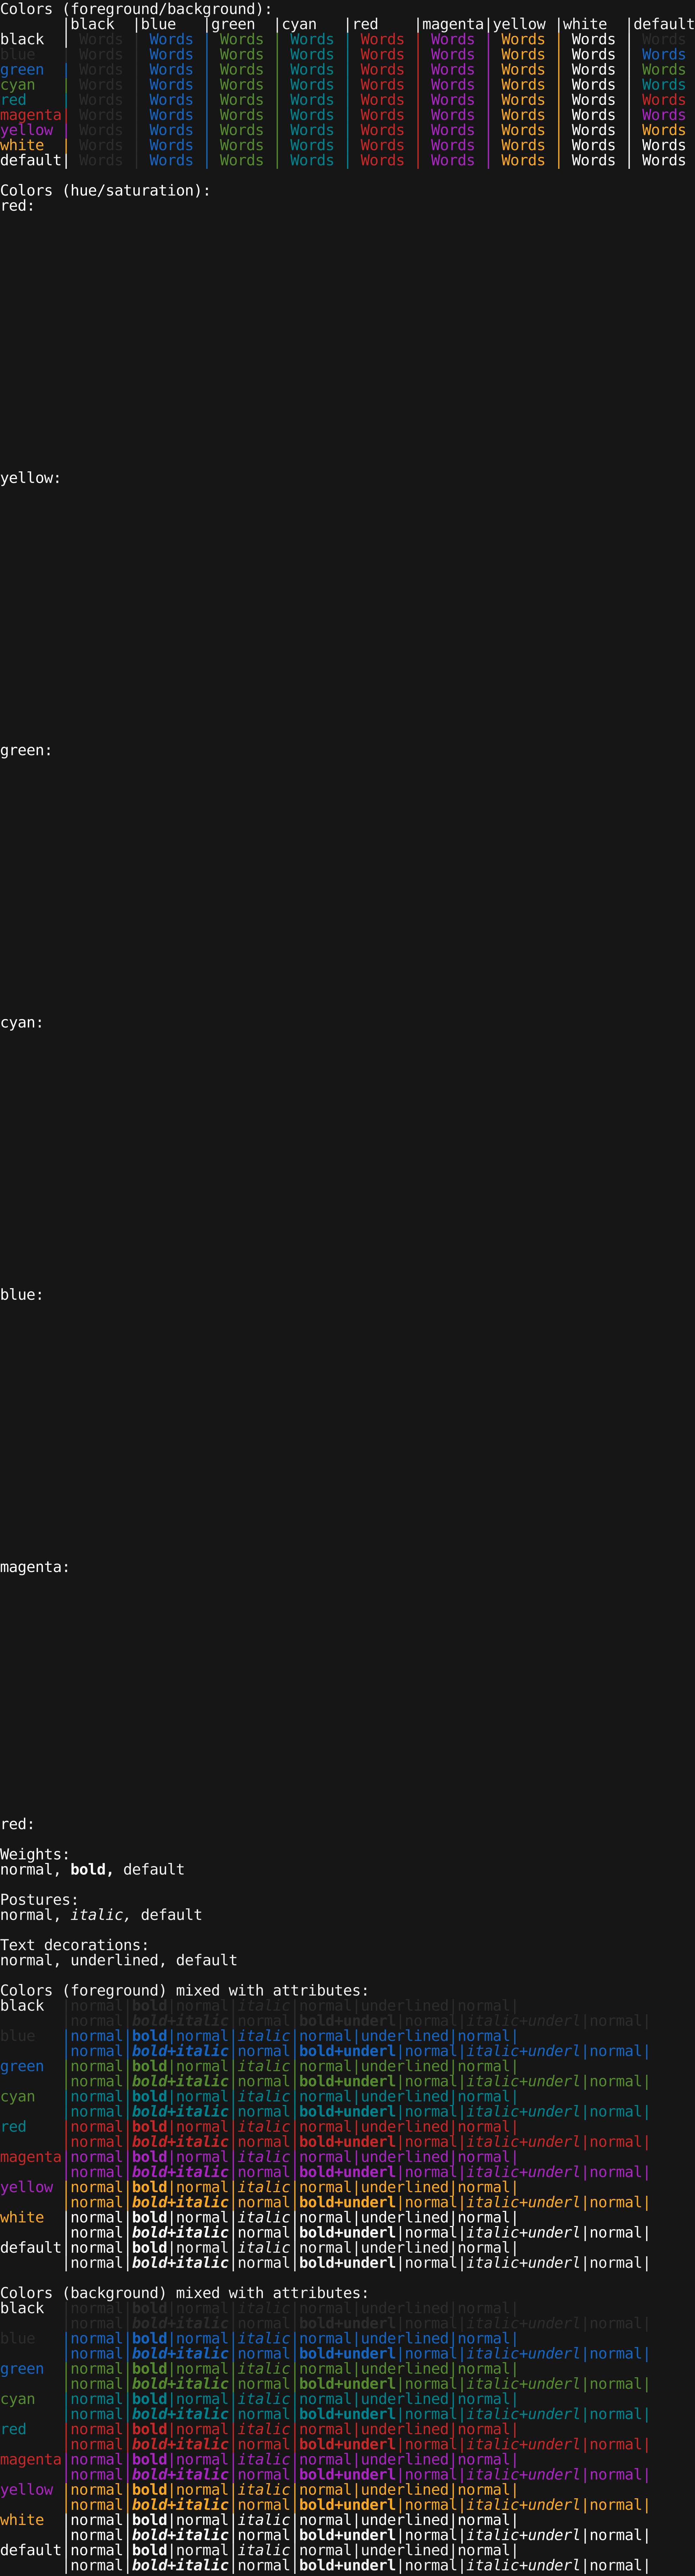 Colors (foreground/background):
       |black  |blue   |green  |cyan   |red    |magenta|yellow |white  |default
black  | Words | Words | Words | Words | Words | Words | Words | Words | Words
blue     Words | Words | Words | Words | Words | Words | Words | Words | Words
green  | Words | Words | Words | Words | Words | Words | Words | Words | Words
cyan   | Words | Words | Words | Words | Words | Words | Words | Words | Words
red    | Words | Words | Words | Words | Words | Words | Words | Words | Words
magenta| Words | Words | Words | Words | Words | Words | Words | Words | Words
yellow | Words | Words | Words | Words | Words | Words | Words | Words | Words
white  | Words | Words | Words | Words | Words | Words | Words | Words | Words
default| Words | Words | Words | Words | Words | Words | Words | Words | Words
Colors (hue/saturation):
red:
yellow:
green:
cyan:
blue:
magenta:
red:
Weights:
normal, bold, default
Postures:
normal, italic, default
Text decorations:
normal, underlined, default
Colors (foreground) mixed with attributes:
black  |normal|bold|normal|italic|normal|underlined|normal|
       |normal|bold+italic|normal|bold+underl|normal|italic+underl|normal|
blue   |normal|bold|normal|italic|normal|underlined|normal|
       |normal|bold+italic|normal|bold+underl|normal|italic+underl|normal|
green  |normal|bold|normal|italic|normal|underlined|normal|
       |normal|bold+italic|normal|bold+underl|normal|italic+underl|normal|
cyan   |normal|bold|normal|italic|normal|underlined|normal|
       |normal|bold+italic|normal|bold+underl|normal|italic+underl|normal|
red    |normal|bold|normal|italic|normal|underlined|normal|
       |normal|bold+italic|normal|bold+underl|normal|italic+underl|normal|
magenta|normal|bold|normal|italic|normal|underlined|normal|
       |normal|bold+italic|normal|bold+underl|normal|italic+underl|normal|
yellow |normal|bold|normal|italic|normal|underlined|normal|
       |normal|bold+italic|normal|bold+underl|normal|italic+underl|normal|
white  |normal|bold|normal|italic|normal|underlined|normal|
       |normal|bold+italic|normal|bold+underl|normal|italic+underl|normal|
default|normal|bold|normal|italic|normal|underlined|normal|
       |normal|bold+italic|normal|bold+underl|normal|italic+underl|normal|
Colors (background) mixed with attributes:
black  |normal|bold|normal|italic|normal|underlined|normal|
       |normal|bold+italic|normal|bold+underl|normal|italic+underl|normal|
blue   |normal|bold|normal|italic|normal|underlined|normal|
       |normal|bold+italic|normal|bold+underl|normal|italic+underl|normal|
green  |normal|bold|normal|italic|normal|underlined|normal|
       |normal|bold+italic|normal|bold+underl|normal|italic+underl|normal|
cyan   |normal|bold|normal|italic|normal|underlined|normal|
       |normal|bold+italic|normal|bold+underl|normal|italic+underl|normal|
red    |normal|bold|normal|italic|normal|underlined|normal|
       |normal|bold+italic|normal|bold+underl|normal|italic+underl|normal|
magenta|normal|bold|normal|italic|normal|underlined|normal|
       |normal|bold+italic|normal|bold+underl|normal|italic+underl|normal|
yellow |normal|bold|normal|italic|normal|underlined|normal|
       |normal|bold+italic|normal|bold+underl|normal|italic+underl|normal|
white  |normal|bold|normal|italic|normal|underlined|normal|
       |normal|bold+italic|normal|bold+underl|normal|italic+underl|normal|
default|normal|bold|normal|italic|normal|underlined|normal|
       |normal|bold+italic|normal|bold+underl|normal|italic+underl|normal|